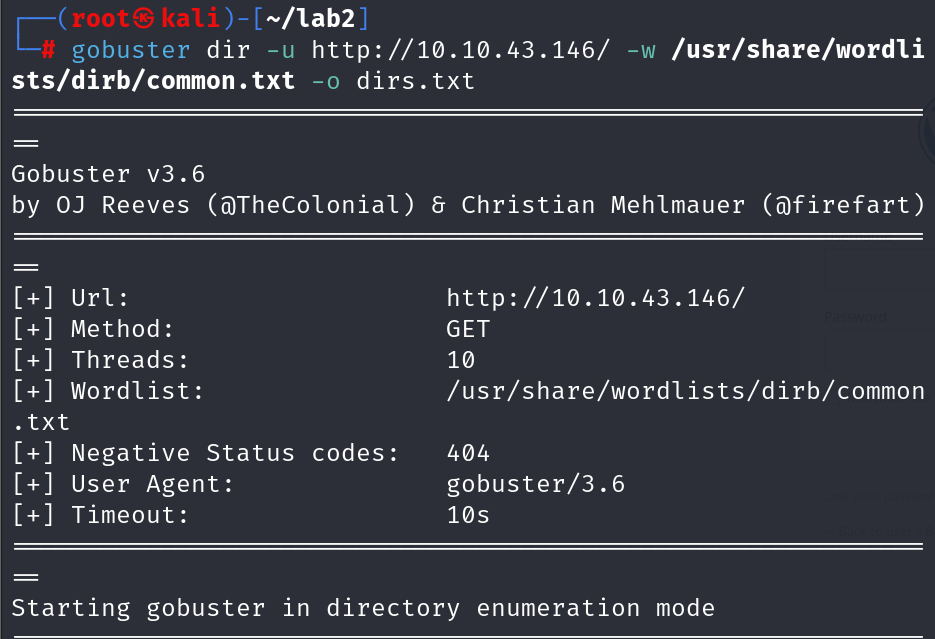 ┌──(root㉿kali)-[~/lab2]
└─# gobuster dir -u http://10.10.43.146/ -w /usr/share/wordli
sts/dirb/common.txt -o dirs.txt
===============================================================
==
Gobuster v3.6
by OJ Reeves (@TheColonial) & Christian Mehlmauer (@firefart)
===============================================================
==
[+] Url:                     http://10.10.43.146/
[+] Method:                  GET
[+] Threads:                 10
[+] Wordlist:                /usr/share/wordlists/dirb/common
.txt
[+] Negative Status codes:   404
[+] User Agent:              gobuster/3.6
[+] Timeout:                 10s
===============================================================
==
Starting gobuster in directory enumeration mode
===============================================================
Password